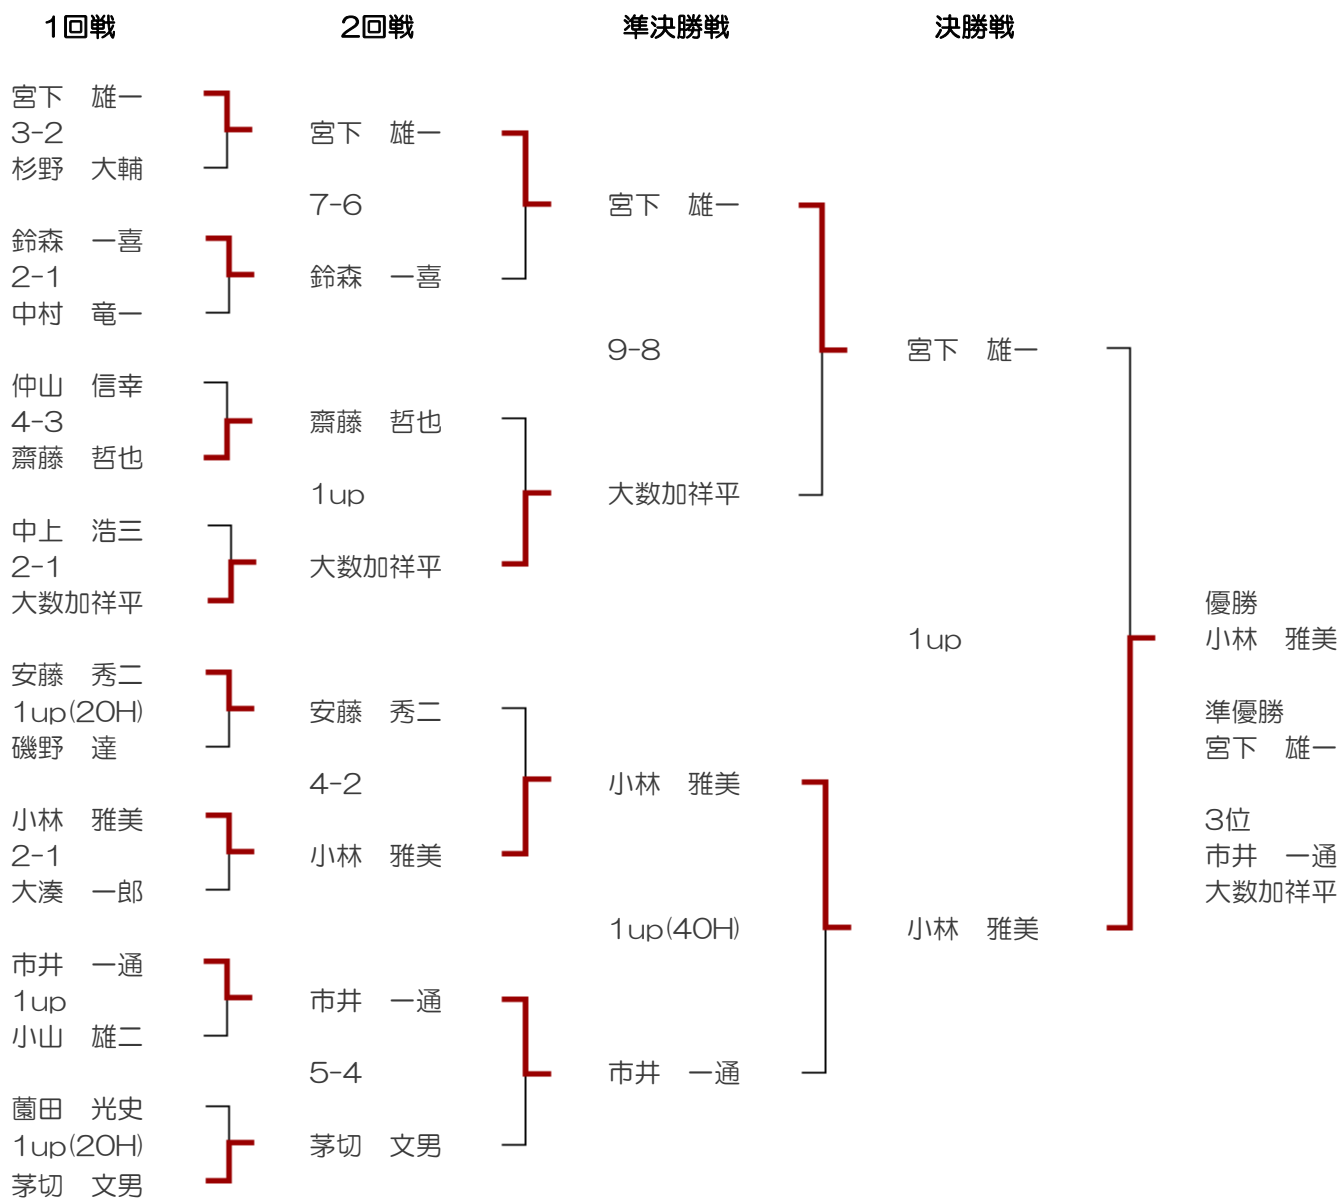 1回戦
2回戦
準決勝戦
決勝戦
宮下　雄一
3-2
杉野　大輔
鈴森　一喜
2-1
中村　竜一
仲山　信幸
4-3
齋藤　哲也
中上　浩三
2-1
大数加祥平
安藤　秀二
1up(20H)
磯野　達
小林　雅美
2-1
大湊　一郎
市井　一通
1up
小山　雄二
薗田　光史
1up(20H)
茅切　文男
宮下　雄一
7-6
鈴森　一喜
齋藤　哲也
1up
大数加祥平
安藤　秀二
4-2
小林　雅美
市井　一通
5-4
茅切　文男
宮下　雄一
9-8
大数加祥平
小林　雅美
1up(40H)
市井　一通
宮下　雄一
1up
小林　雅美
優勝
小林　雅美
準優勝
宮下　雄一
3位
市井　一通
大数加祥平